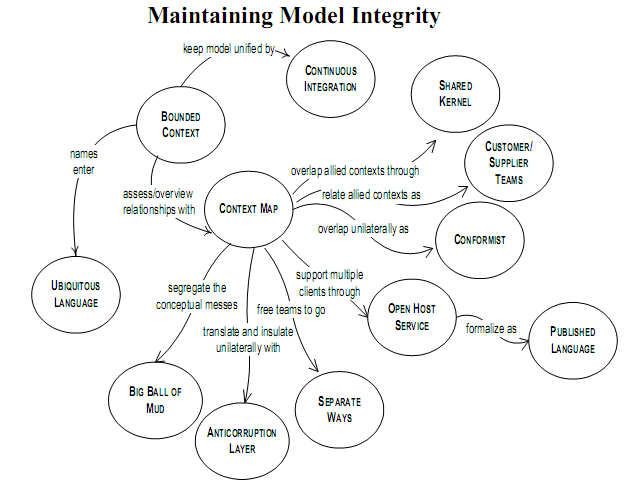 Maintaining Model Integrity
keep model unified by
CONTINUOUS
INTEGRATION
SHARED
KERNEL
BOUNDED
CONTEXT
names
enter
CUSTOMER/
SUPPLIER
TEAMS
overlap allied contexts through
assess/overview
relationships with
relate allied contexts as
CONTEXT MAP
overlap unilaterally as
CONFORMIST
UBIQUITOUS
LANGUAGE
segregate the
conceptual messes
support multiple
clients through
free teams to go
OPEN HOST
SERVICE
formalize as
PUBLISHED
LANGUAGE
translate and insulate
unilaterally with
BIG BALL OF
MUD
SEPARATE
WAYS
ANTICORRUPTION
LAYER